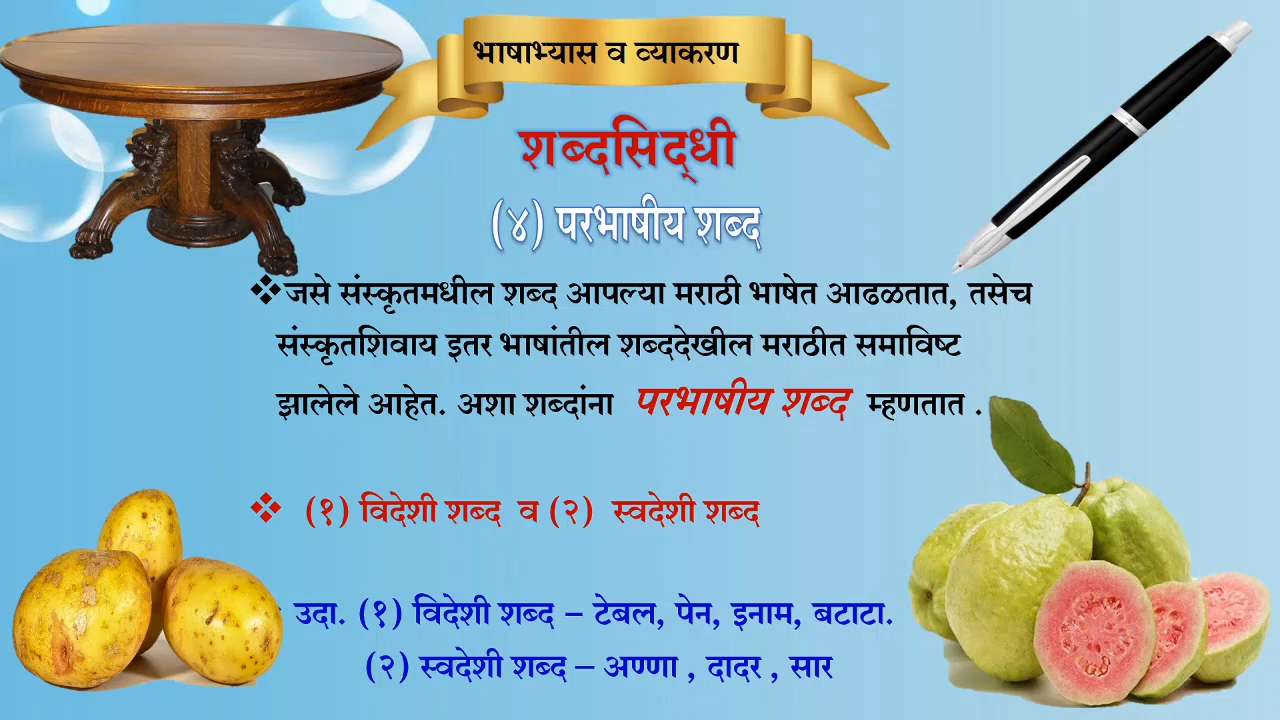 भाषाभ्यास व व्याकरण
शब्दसिद्‌धी
(४) परभाषीय शब्द
❖जसे संस्कृतमधील शब्द आपल्या मराठी भाषेत आढळतात, तसेच
संस्कृतशिवाय इतर भाषांतील शब्ददेखील मराठीत समाविष्ट
झालेले आहेत. अशा शब्दांना परभाषीय शब्द म्हणतात .
❖ (१) विदेशी शब्द व (२) स्वदेशी शब्द
उदा. (१) विदेशी शब्द – टेबल, पेन, इनाम, बटाटा.
(२) स्वदेशी शब्द – अण्णा , दादर , सार